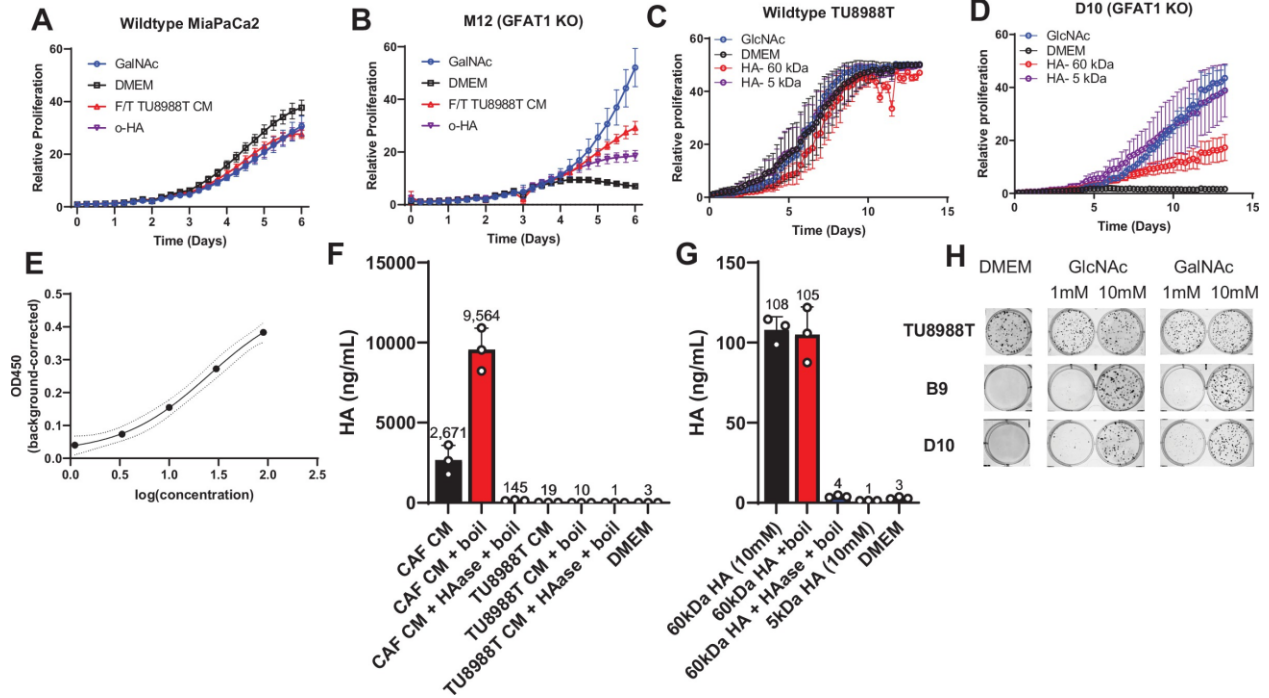 A
Wildtype MiaPaCa2
Relative Proliferation
60
40
20
0
GalNAc
DMEM
F/T TU8988T CM
o-HA
0 1 2 3 4 5 6
Time (Days)
B
M12 (GFAT1 KO)
Relative Proliferation
60
40
20
0
GalNAc
DMEM
F/T TU8988T CM
o-HA
0 1 2 3 4 5 6
Time (Days)
C
Wildtype TU8988T
Relative proliferation
60
40
20
0
GlcNAc
DMEM
HA- 60 kDa
HA- 5 kDa
0 5 10 15
Time (Days)
D
D10 (GFAT1 KO)
Relative proliferation
60
40
20
0
GlcNAc
DMEM
HA- 60 kDa
HA- 5 kDa
0 5 10 15
Time (Days)
E
OD450
(background-corrected)
0.5
0.4
0.3
0.2
0.1
0.0
0.0 0.5 1.0 1.5 2.0 2.5
log(concentration)
F
HA (ng/mL)
15000
10000
5000
0
2,671
9,564
145
19
10
1
3
CAF CM
CAF CM + boil
CAF CM + HAase + boil
TU8988T CM
TU8988T CM + boil
TU8988T CM + HAase + boil
DMEM
G
HA (ng/mL)
150
100
50
0
108
105
4
1
3
60kDa HA (10mM)
60kDa HA +boil
60kDa HA + HAase + boil
5kDa HA (10mM)
DMEM
H
DMEM GlcNAc GalNAc
1mM 10mM 1mM 10mM
TU8988T
B9
D10